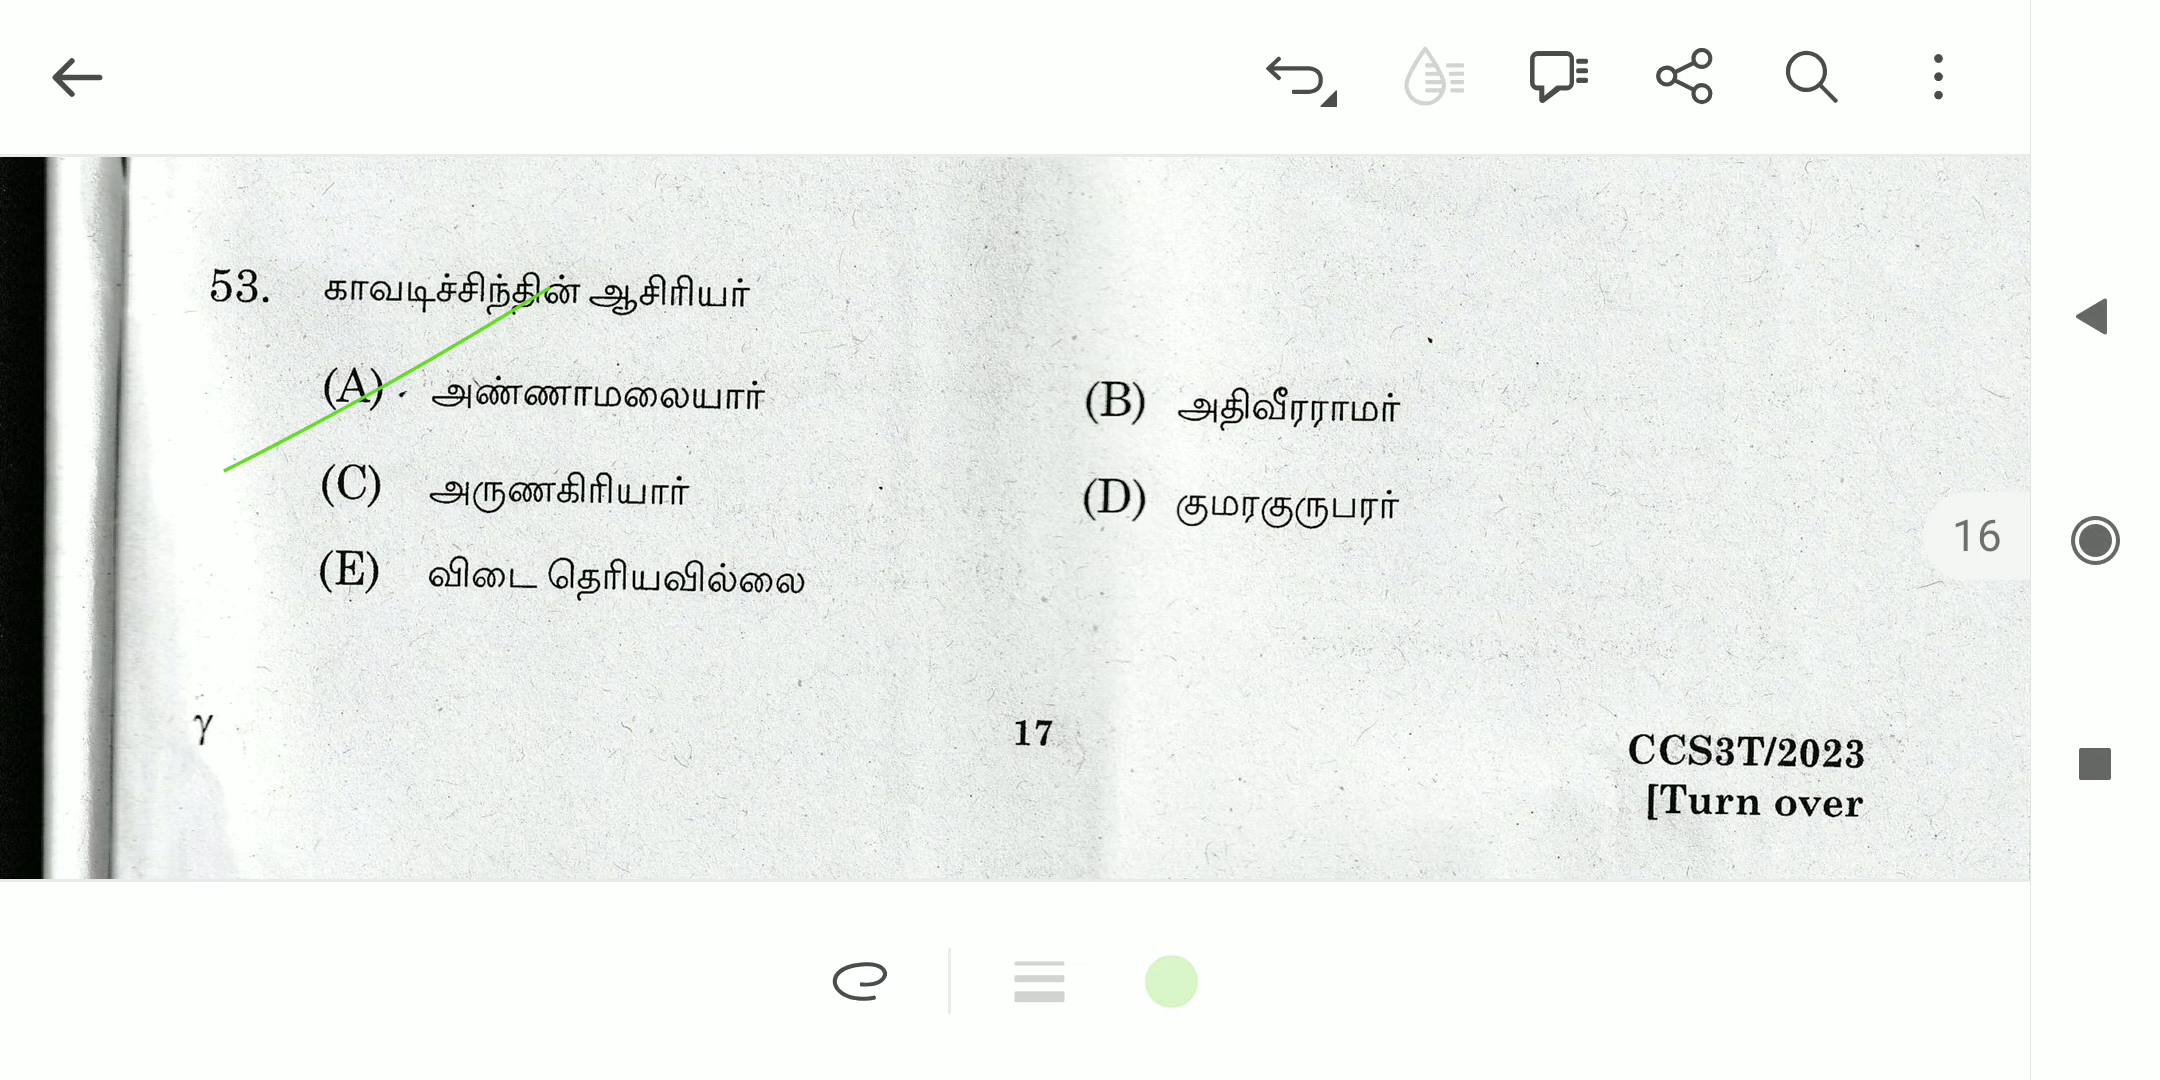 53. காவடிச்சிந்தின் ஆசிரியர்
(A) அண்ணாமலையார் (B) அதிவீரராமர்
(C) அருணகிரியார் (D) குமரகுருபரர்
(E) விடை தெரியவில்லை
16
γ 17 CCS3T/2023
[Turn over